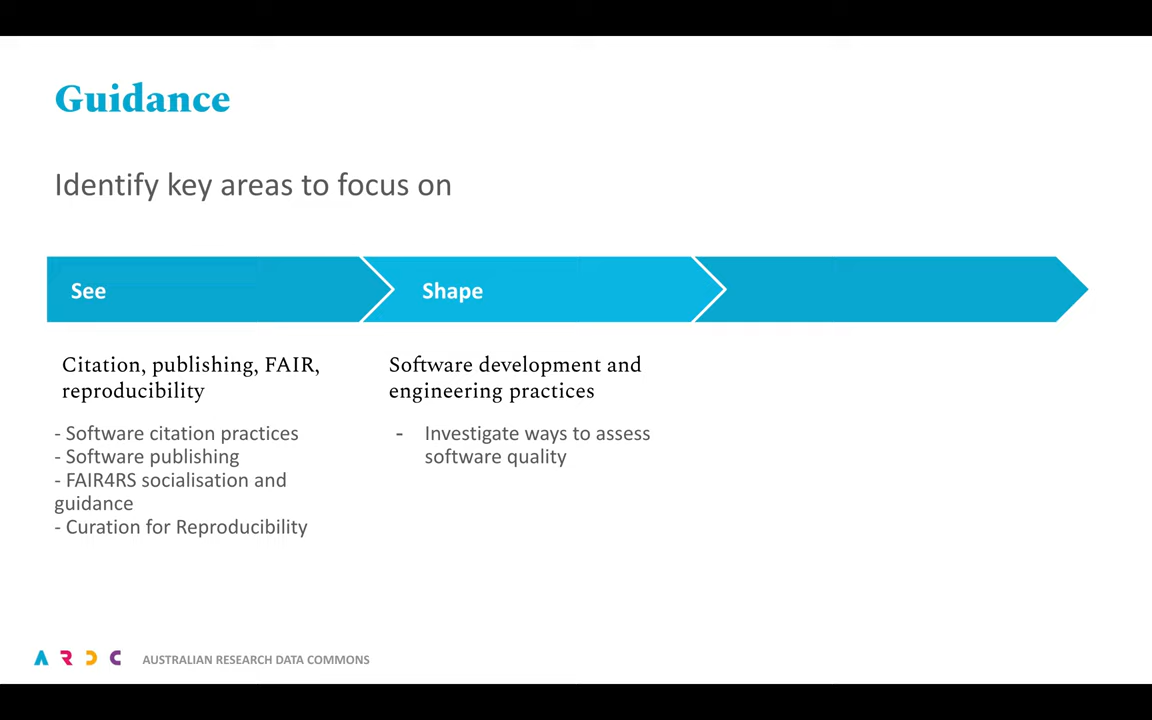 Guidance
Identify key areas to focus on
See
Shape
Citation, publishing, FAIR,
reproducibility
- Software citation practices
- Software publishing
- FAIR4RS socialisation and
guidance
- Curation for Reproducibility
Software development and
engineering practices
- Investigate ways to assess
software quality
ARDC AUSTRALIAN RESEARCH DATA COMMONS